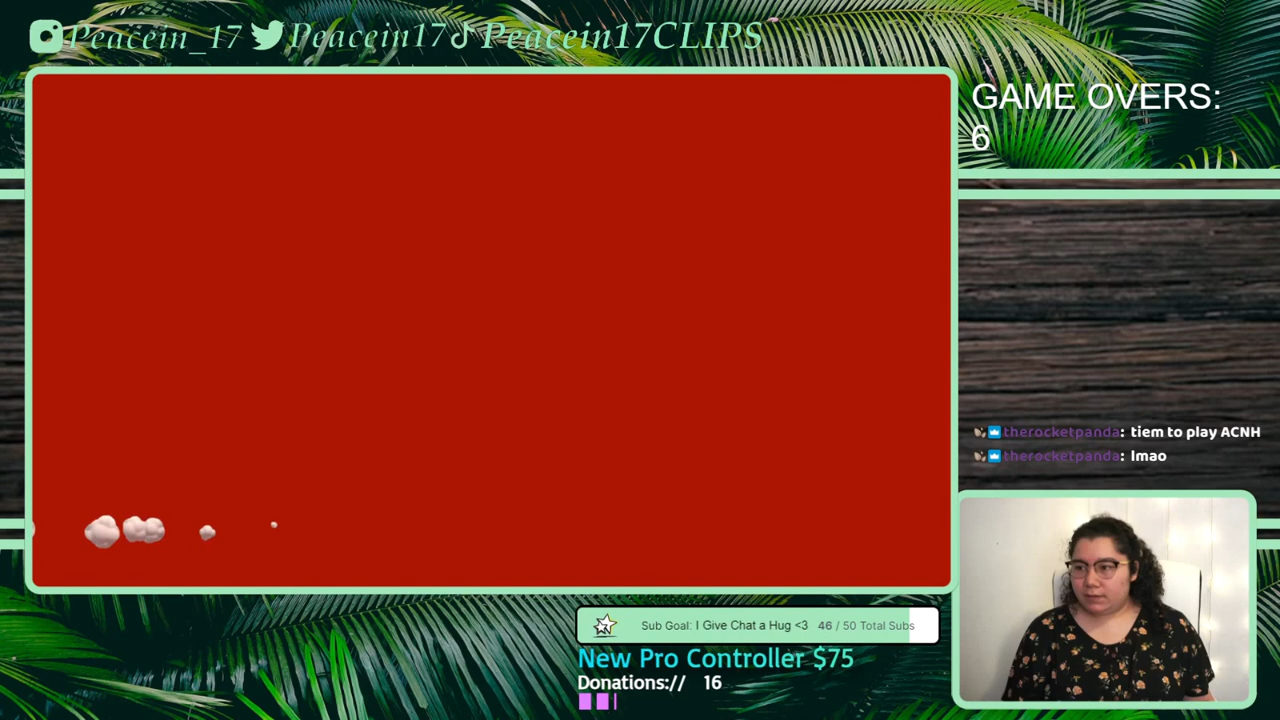 Peacein_17 Peacein17 Peacein17CLIPS
GAME OVERS:
6
therocketpanda: tiem to play ACNH
therocketpanda: lmao
Sub Goal: I Give Chat a Hug <3 46 / 50 Total Subs
New Pro Controller $75
Donations:// 16